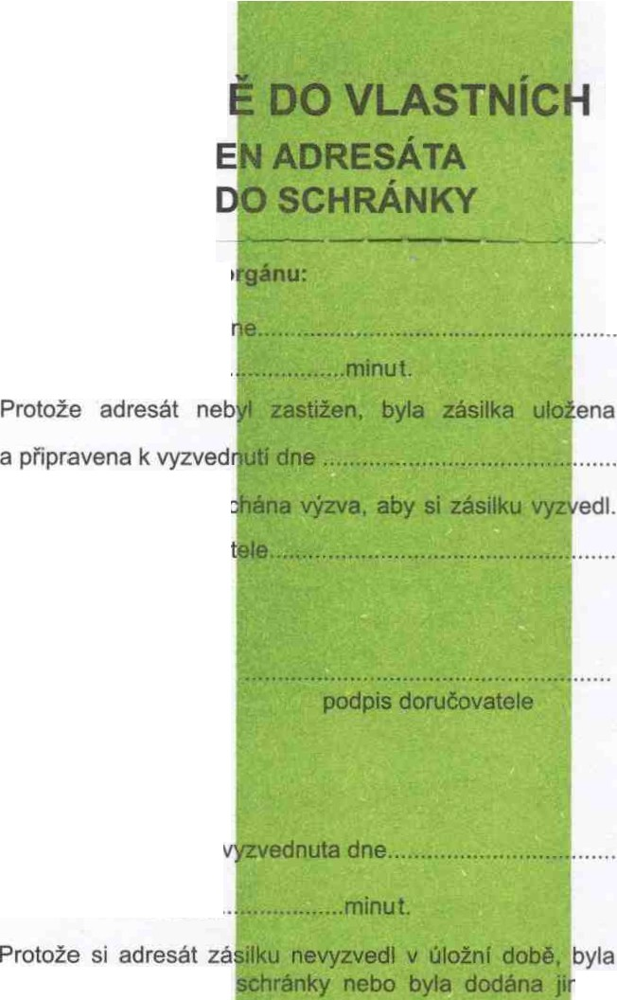 Ě DO VLASTNÍCH
EN ADRESÁTA
DO SCHRÁNKY
rgánu:
ne
minut.
Protože adresát nebyl zastižen, byla zásilka uložena
a připravena k vyzvednutí dne
chána výzva, aby si zásilku vyzvedl.
tele
podpis doručovatele
vyzvednuta dne
minut.
Protože si adresát zásilku nevyzvedl v úložní době, byla
schránky nebo byla dodána jin